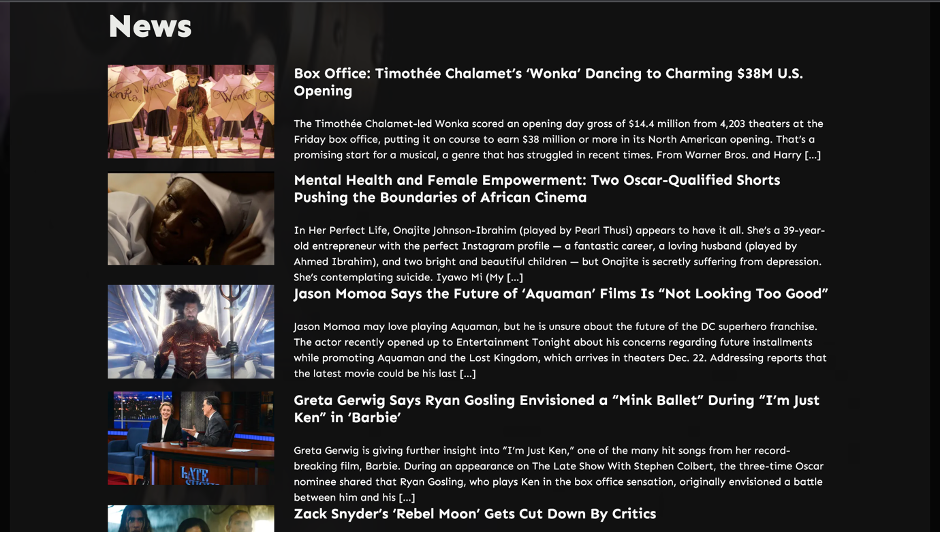 News
Wonka
Wonka
Box Office: Timothée Chalamet’s ‘Wonka’ Dancing to Charming $38M U.S.
Opening
The Timothée Chalamet-led Wonka scored an opening day gross of $14.4 million from 4,203 theaters at the
Friday box office, putting it on course to earn $38 million or more in its North American opening. That’s a
promising start for a musical, a genre that has struggled in recent times. From Warner Bros. and Harry [...]
Mental Health and Female Empowerment: Two Oscar-Qualified Shorts
Pushing the Boundaries of African Cinema
In Her Perfect Life, Onajite Johnson-Ibrahim (played by Pearl Thusi) appears to have it all. She’s a 39-year-
old entrepreneur with the perfect Instagram profile — a fantastic career, a loving husband (played by
Ahmed Ibrahim), and two bright and beautiful children — but Onajite is secretly suffering from depression.
She’s contemplating suicide. Iyawo Mi (My [...]
Jason Momoa Says the Future of ‘Aquaman’ Films Is “Not Looking Too Good”
Jason Momoa may love playing Aquaman, but he is unsure about the future of the DC superhero franchise.
The actor recently opened up to Entertainment Tonight about his concerns regarding future installments
while promoting Aquaman and the Lost Kingdom, which arrives in theaters Dec. 22. Addressing reports that
the latest movie could be his last [...]
LATE
Greta Gerwig Says Ryan Gosling Envisioned a “Mink Ballet” During “I’m Just
Ken” in ‘Barbie’
Greta Gerwig is giving further insight into “I’m Just Ken,” one of the many hit songs from her record-
breaking film, Barbie. During an appearance on The Late Show With Stephen Colbert, the three-time Oscar
nominee shared that Ryan Gosling, who plays Ken in the box office sensation, originally envisioned a battle
between him and his [...]
Zack Snyder’s ‘Rebel Moon’ Gets Cut Down By Critics